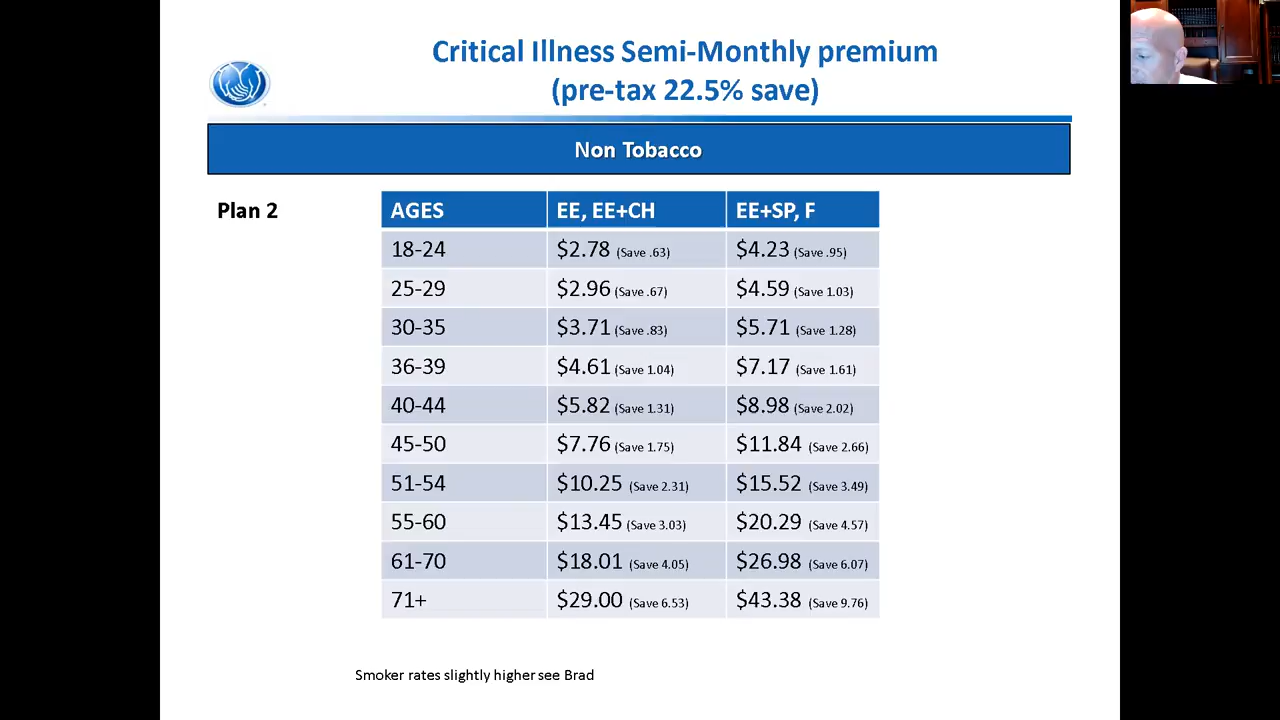 Critical Illness Semi-Monthly premium
(pre-tax 22.5% save)
Non Tobacco
Plan 2
AGES EE, EE+CH EE+SP, F
18-24 $2.78 (Save .63) $4.23 (Save .95)
25-29 $2.96 (Save .67) $4.59 (Save 1.03)
30-35 $3.71 (Save .83) $5.71 (Save 1.28)
36-39 $4.61 (Save 1.04) $7.17 (Save 1.61)
40-44 $5.82 (Save 1.31) $8.98 (Save 2.02)
45-50 $7.76 (Save 1.75) $11.84 (Save 2.66)
51-54 $10.25 (Save 2.31) $15.52 (Save 3.49)
55-60 $13.45 (Save 3.03) $20.29 (Save 4.57)
61-70 $18.01 (Save 4.05) $26.98 (Save 6.07)
71+ $29.00 (Save 6.53) $43.38 (Save 9.76)
Smoker rates slightly higher see Brad